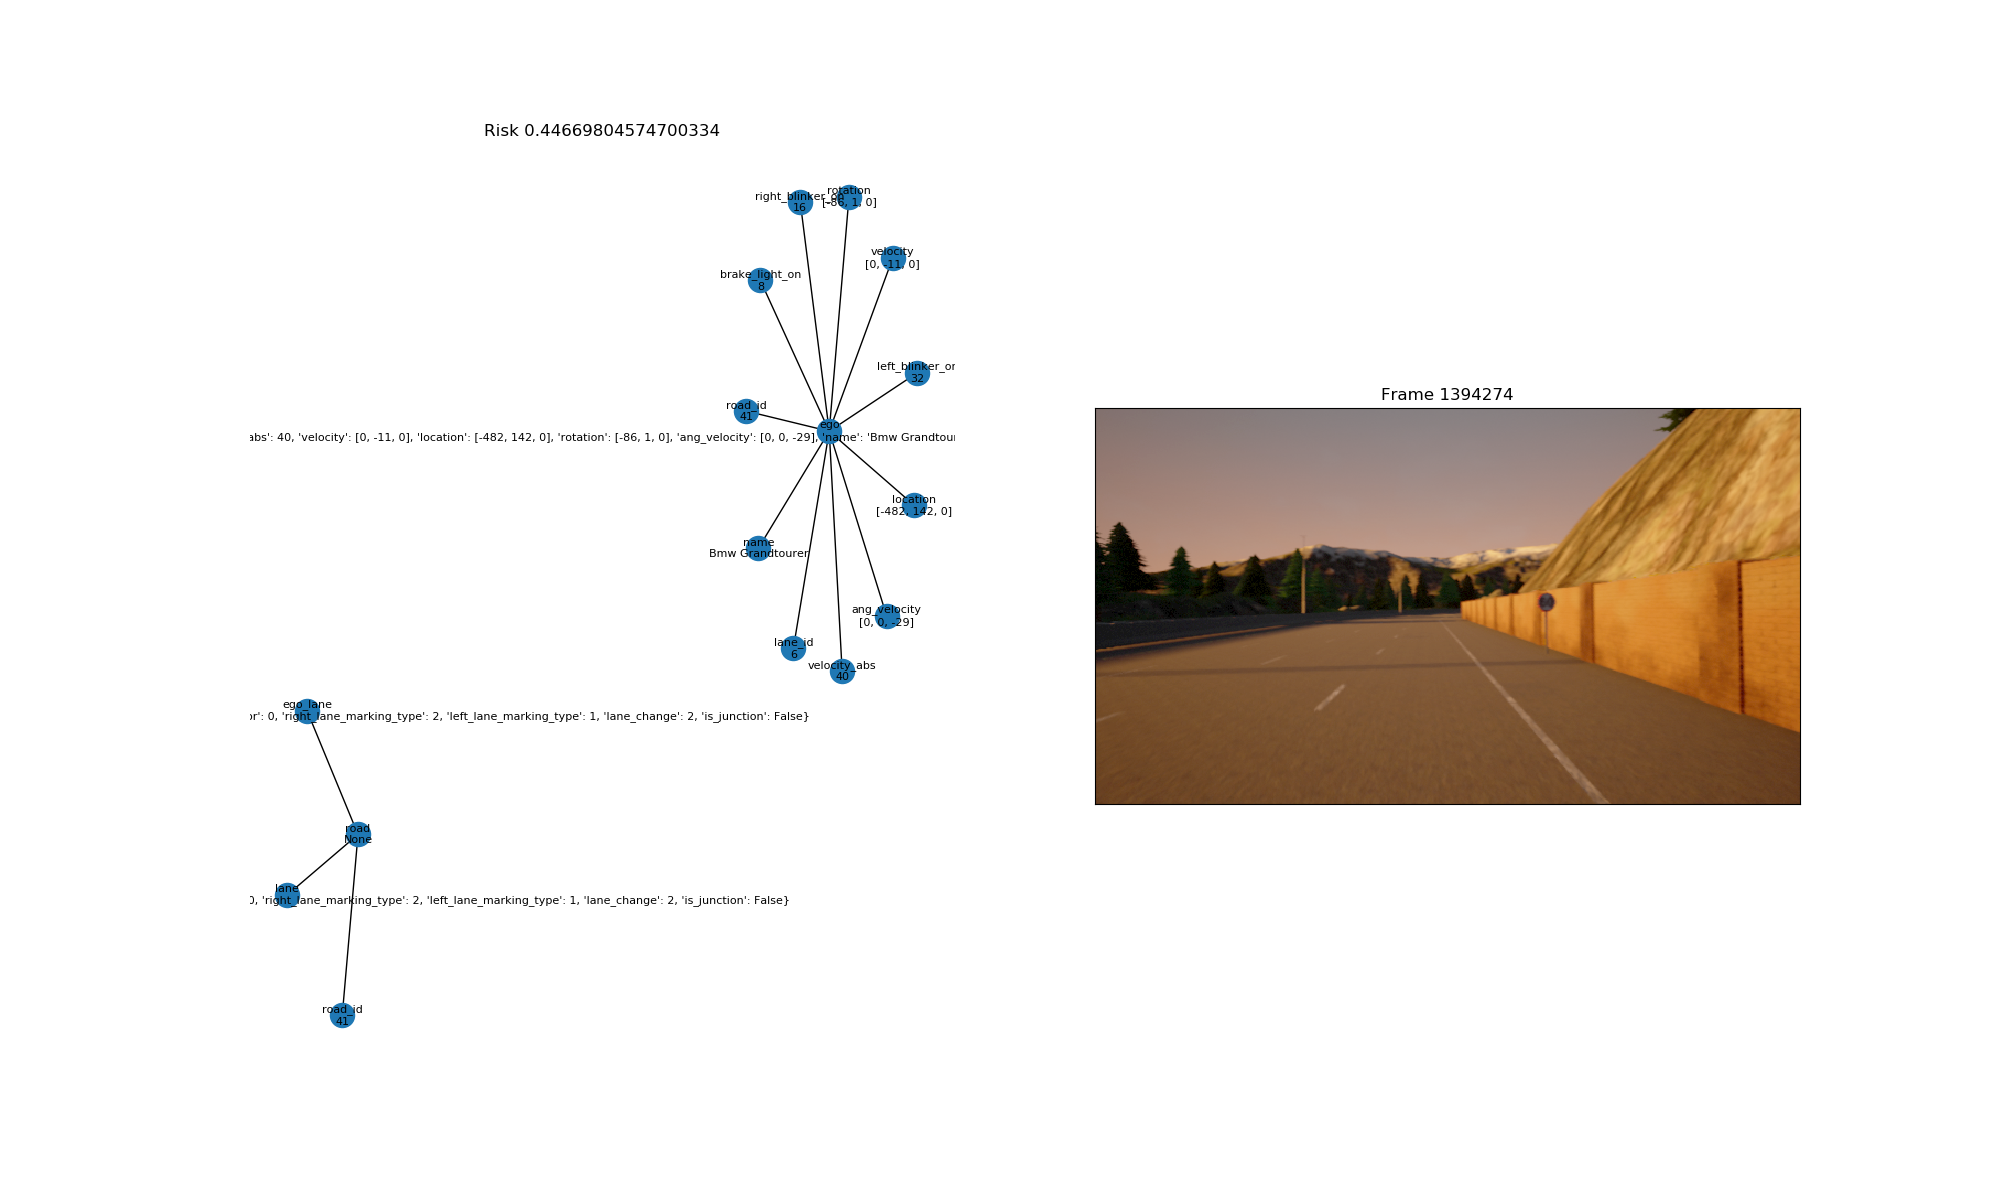 Risk 0.44669804574700334
right_blinker_on
16
rotation
[-86, 1, 0]
velocity
[0, -11, 0]
brake_light_on
8
left_blinker_on
32
road_id
41
ego
abs': 40, 'velocity': [0, -11, 0], 'location': [-482, 142, 0], 'rotation': [-86, 1, 0], 'ang_velocity': [0, 0, -29], 'name': 'Bmw Grandtour
location
[-482, 142, 0]
name
Bmw Grandtourer
ang_velocity
[0, 0, -29]
lane_id
6
velocity_abs
40
ego_lane
or': 0, 'right_lane_marking_type': 2, 'left_lane_marking_type': 1, 'lane_change': 2, 'is_junction': False}
road
None
lane
0, 'right_lane_marking_type': 2, 'left_lane_marking_type': 1, 'lane_change': 2, 'is_junction': False}
road_id
41
Frame 1394274